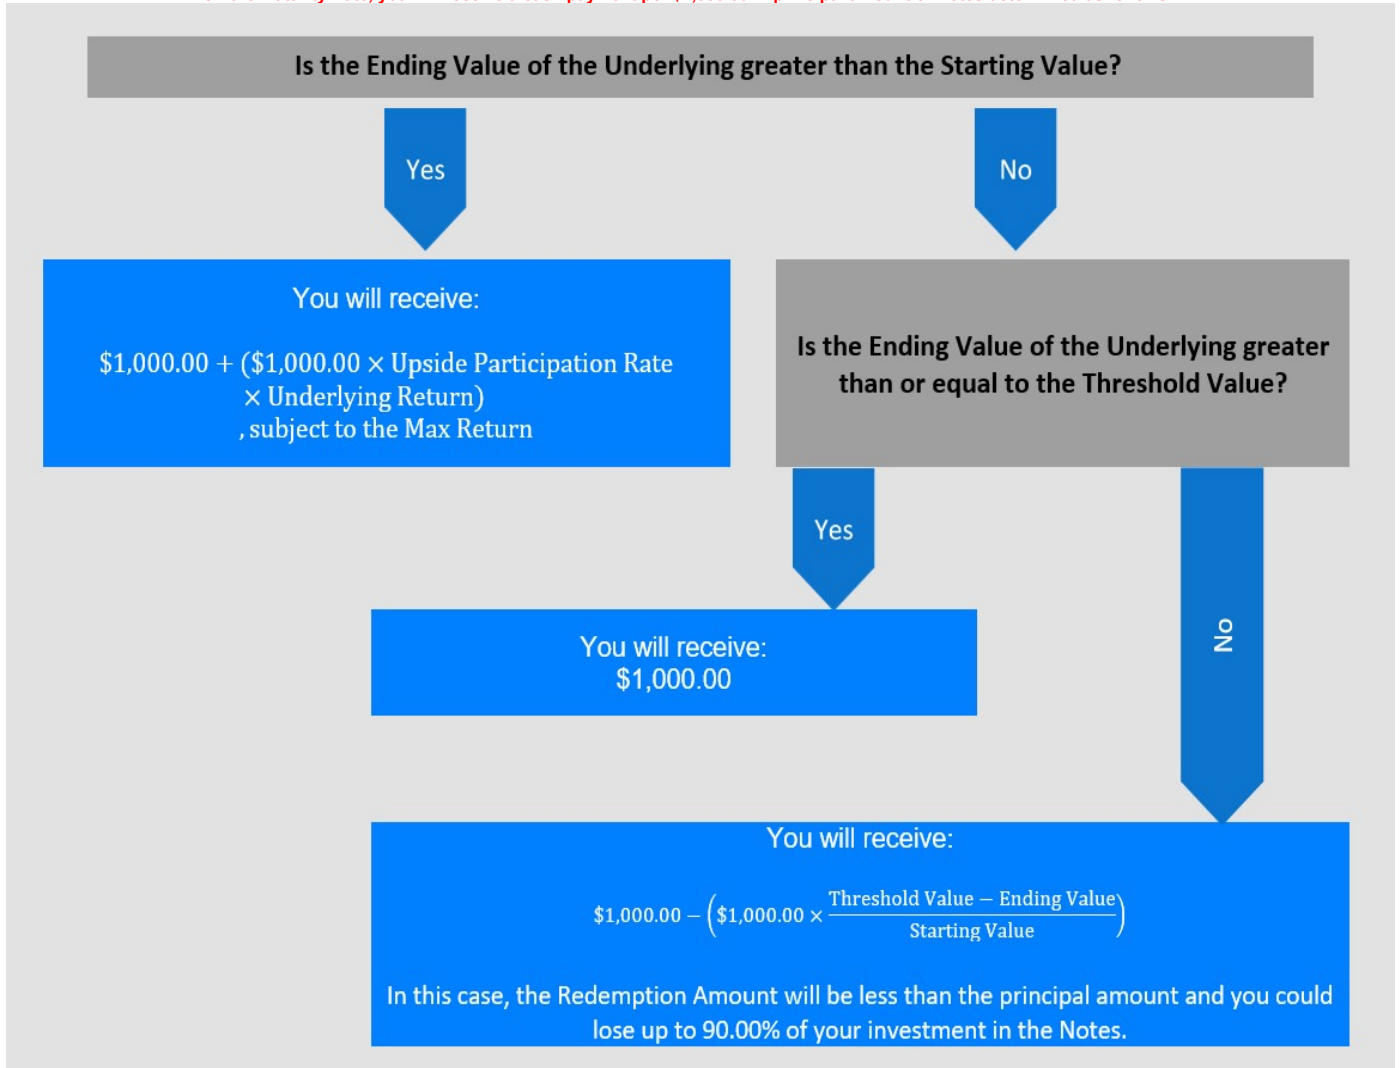 Is the Ending Value of the Underlying greater than the Starting Value?
Yes
No
You will receive:
$1,000.00 + ($1,000.00 × Upside Participation Rate
× Underlying Return)
, subject to the Max Return
Is the Ending Value of the Underlying greater
than or equal to the Threshold Value?
Yes
No
You will receive:
$1,000.00
You will receive:
$1,000.00 − ($1,000.00 × (Threshold Value − Ending Value) / Starting Value)
In this case, the Redemption Amount will be less than the principal amount and you could
lose up to 90.00% of your investment in the Notes.